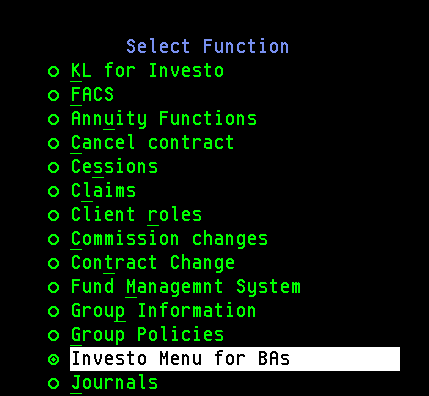 Select Function
KL for Investo
FACS
Annuity Functions
Cancel contract
Cessions
Claims
Client roles
Commission changes
Contract Change
Fund Managemnt System
Group Information
Group Policies
Investo Menu for BAs
Journals